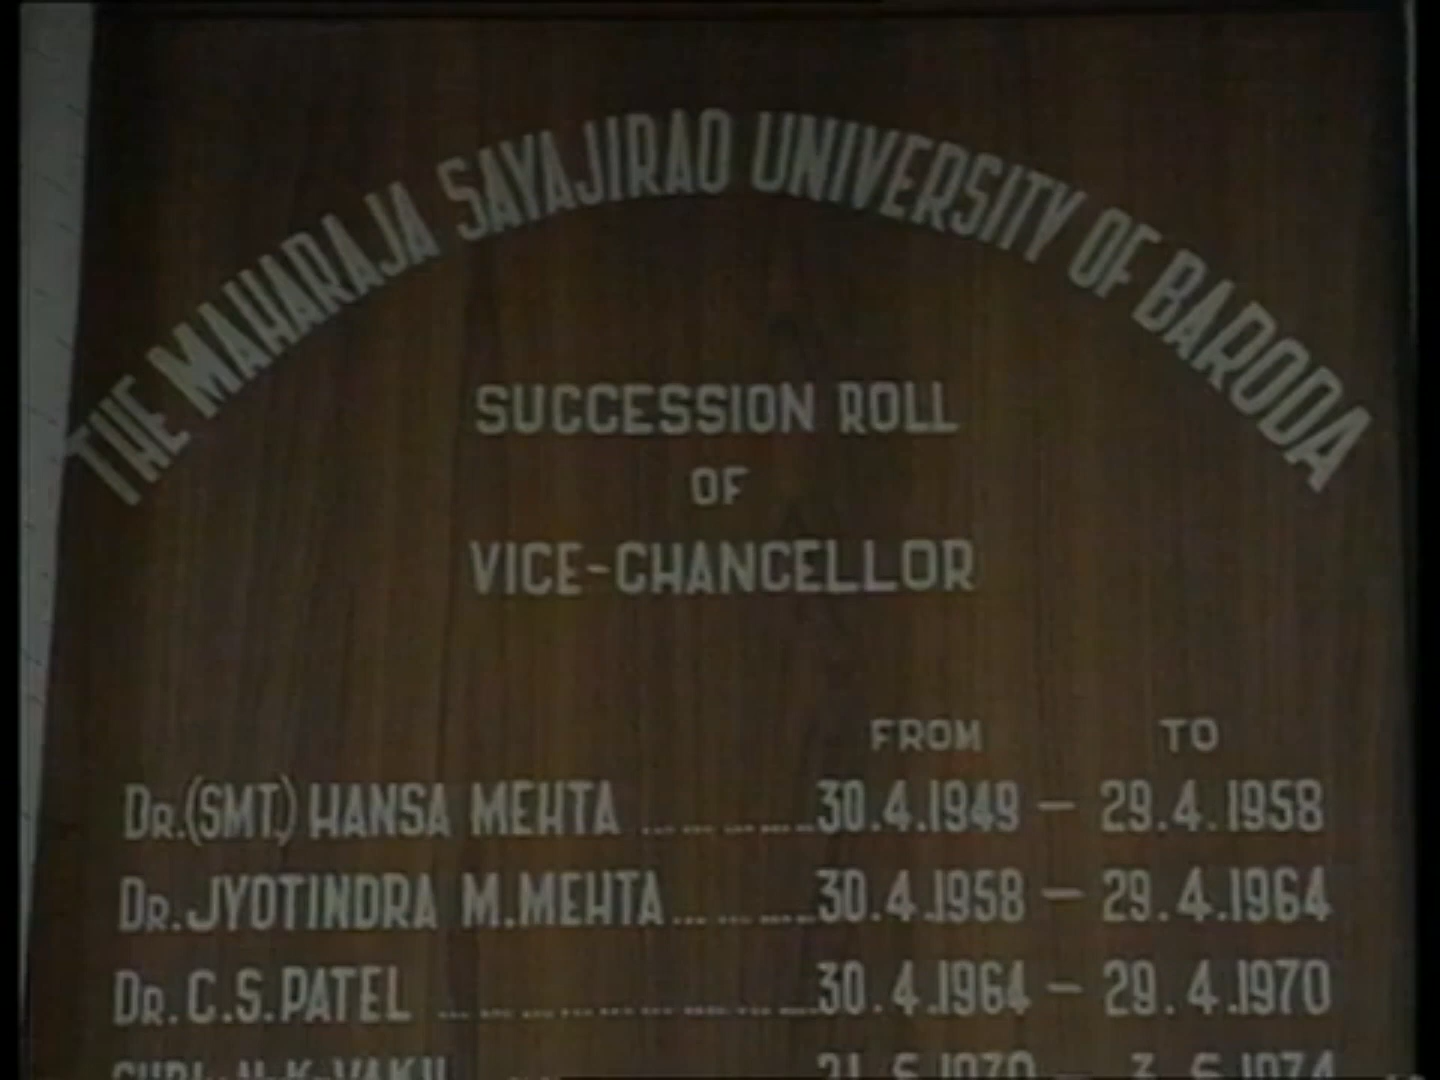 THE MAHARAJA SAYAJIRAO UNIVERSITY OF BARODA
SUCCESSION ROLL
OF
VICE-CHANCELLOR
FROM TO
DR.(SMT.) HANSA MEHTA ............ 30.4.1949 — 29.4.1958
DR.JYOTINDRA M.MEHTA ............ 30.4.1958 — 29.4.1964
DR.C.S.PATEL ........................ 30.4.1964 — 29.4.1970